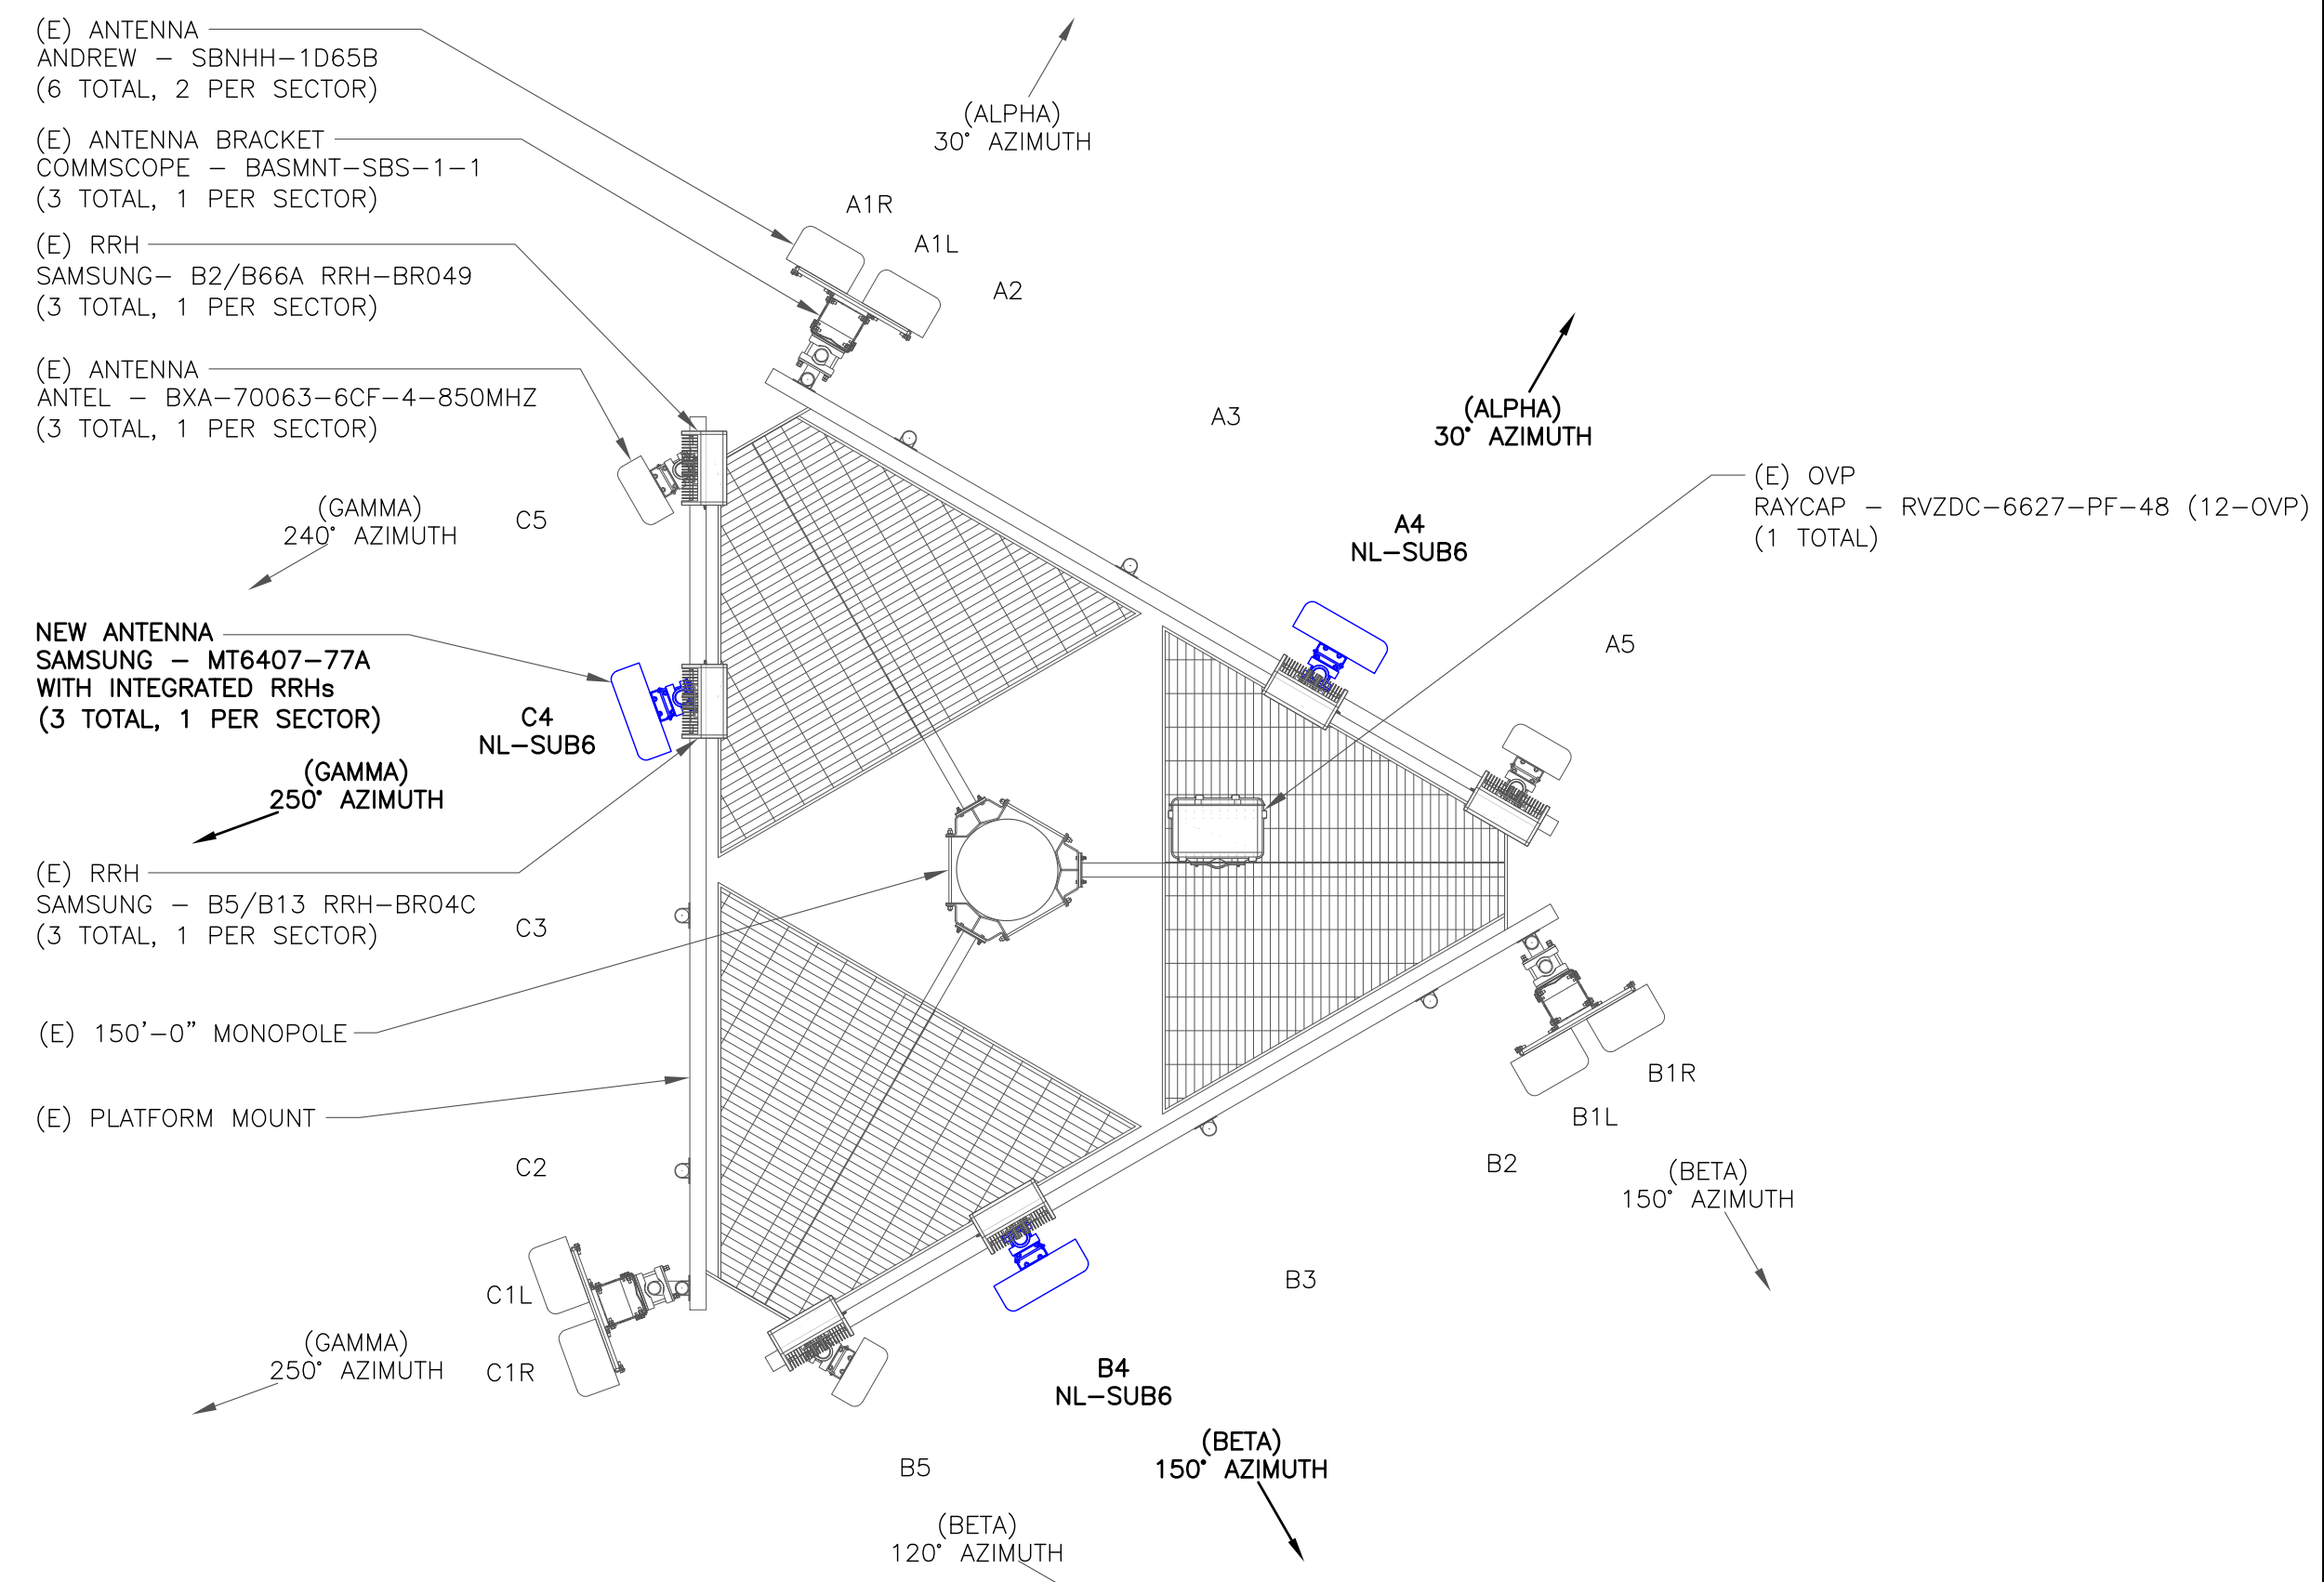 (E) ANTENNA
ANDREW - SBNHH-1D65B
(6 TOTAL, 2 PER SECTOR)
(E) ANTENNA BRACKET
COMMSCOPE - BASMNT-SBS-1-1
(3 TOTAL, 1 PER SECTOR)
(E) RRH
SAMSUNG- B2/B66A RRH-BR049
(3 TOTAL, 1 PER SECTOR)
(E) ANTENNA
ANTEL - BXA-70063-6CF-4-850MHZ
(3 TOTAL, 1 PER SECTOR)
(GAMMA)
240° AZIMUTH
C5
NEW ANTENNA
SAMSUNG - MT6407-77A
WITH INTEGRATED RRHs
(3 TOTAL, 1 PER SECTOR)
C4
NL-SUB6
(GAMMA)
250° AZIMUTH
(E) RRH
SAMSUNG - B5/B13 RRH-BR04C
(3 TOTAL, 1 PER SECTOR)
C3
(E) 150'-0" MONOPOLE
(E) PLATFORM MOUNT
C2
C1L
(GAMMA)
250° AZIMUTH
C1R
(ALPHA)
30° AZIMUTH
A1R
A1L
A2
A3
(ALPHA)
30° AZIMUTH
A4
NL-SUB6
A5
(E) OVP
RAYCAP - RVZDC-6627-PF-48 (12-OVP)
(1 TOTAL)
B1R
B1L
B2
(BETA)
150° AZIMUTH
B3
B4
NL-SUB6
(BETA)
150° AZIMUTH
B5
(BETA)
120° AZIMUTH